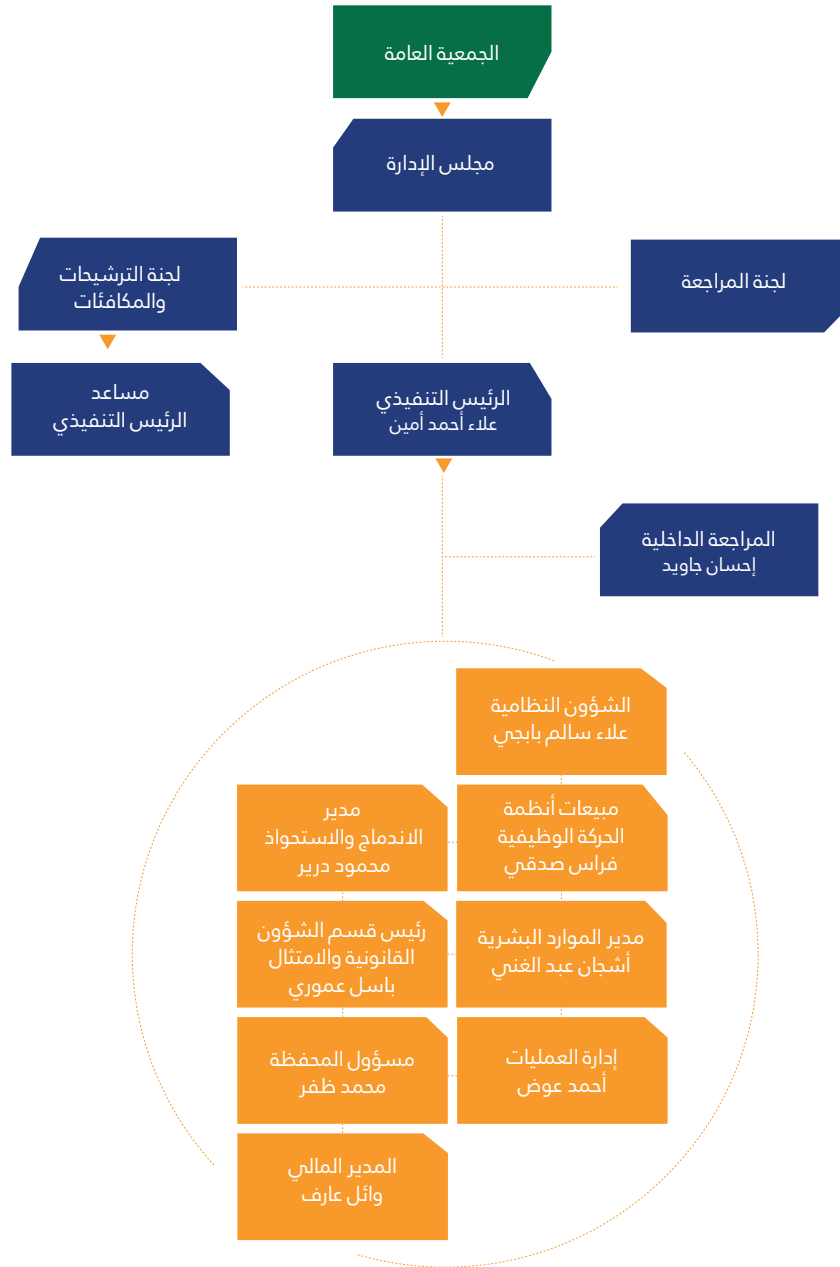 الجمعية العامة
مجلس الإدارة
لجنة المراجعة
لجنة الترشيحات
والمكافئات
الرئيس التنفيذي
علاء أحمد أمين
مساعد
الرئيس التنفيذي
المراجعة الداخلية
إحسان جاويد
الشؤون النظامية
علاء سالم بابجي
مبيعات أنظمة
الحركة الوظيفية
فراس صدقي
مدير
الاندماج والاستحواذ
محمود درير
مدير الموارد البشرية
أشجان عبد الغني
رئيس قسم الشؤون
القانونية والامتثال
باسل عموري
إدارة العمليات
أحمد عوض
مسؤول المحفظة
محمد ظفر
المدير المالي
وائل عارف